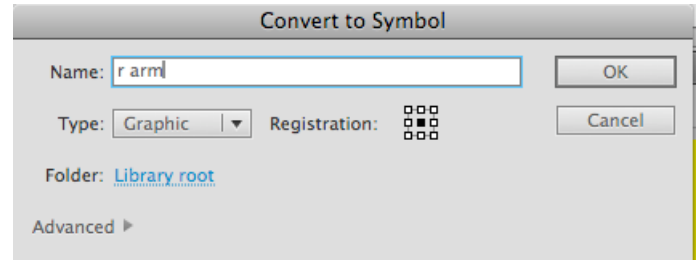 Convert to Symbol
Name: r arm OK
Type: Graphic Registration: Cancel
Folder: Library root
Advanced